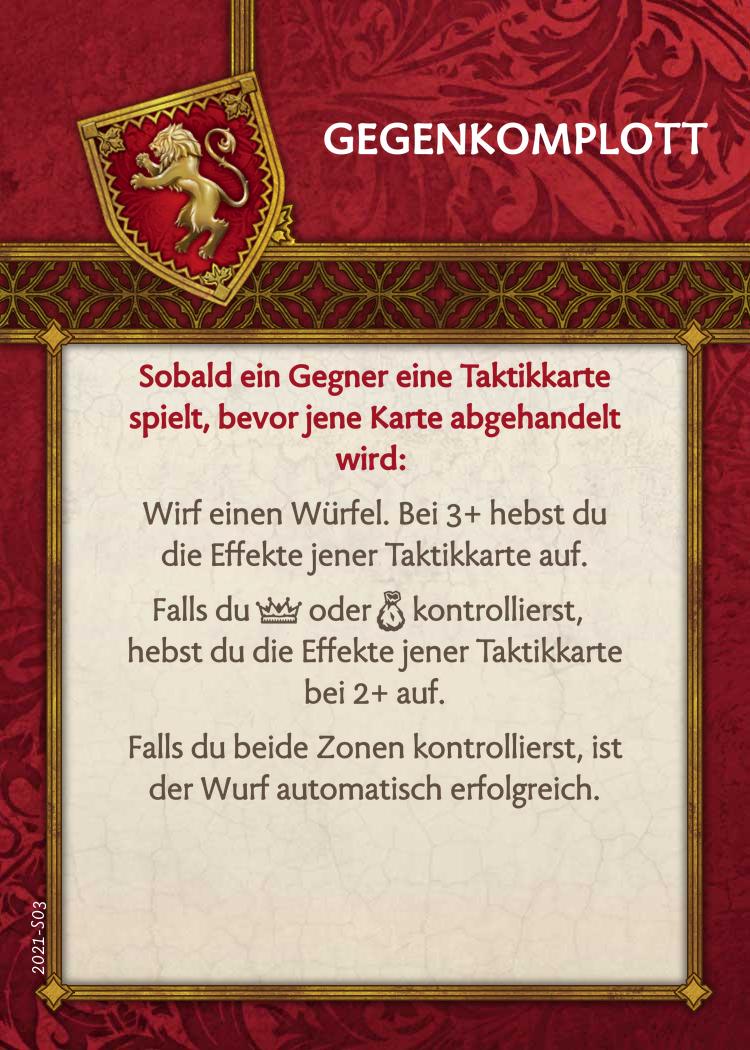 GEGENKOMPLOTT
Sobald ein Gegner eine Taktikkarte
spielt, bevor jene Karte abgehandelt
wird:
Wirf einen Würfel. Bei 3+ hebst du
die Effekte jener Taktikkarte auf.
Falls du oder kontrollierst,
hebst du die Effekte jener Taktikkarte
bei 2+ auf.
Falls du beide Zonen kontrollierst, ist
der Wurf automatisch erfolgreich.
2021-S03